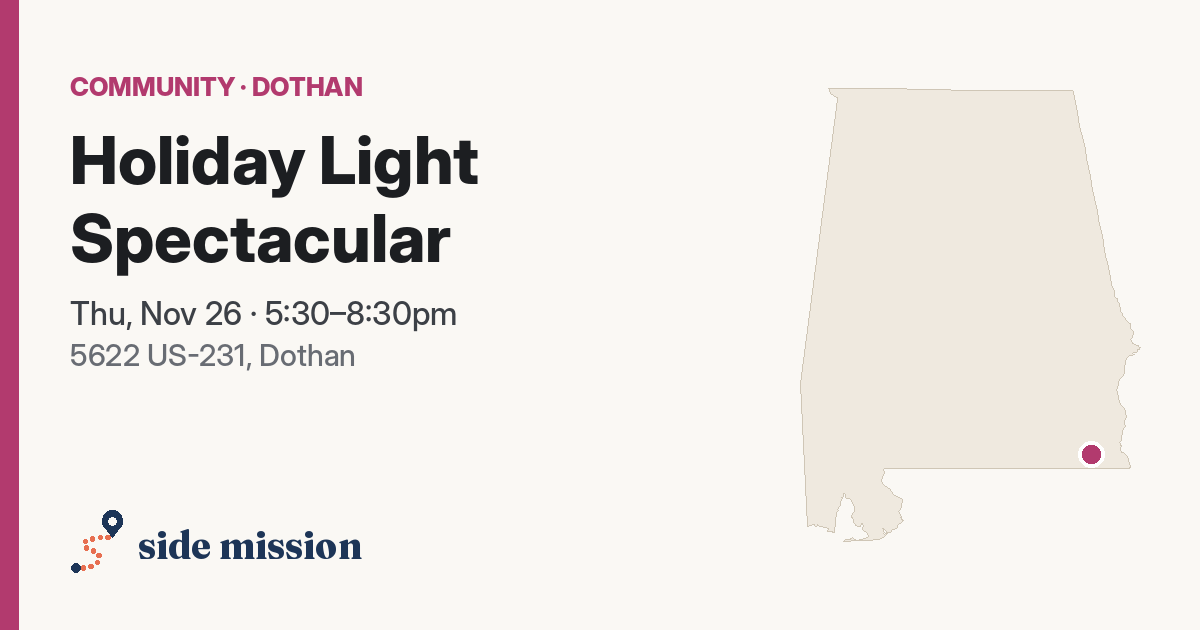 COMMUNITY · DOTHAN
Holiday Light
Spectacular
Thu, Nov 26 · 5:30–8:30pm
5622 US-231, Dothan
side mission